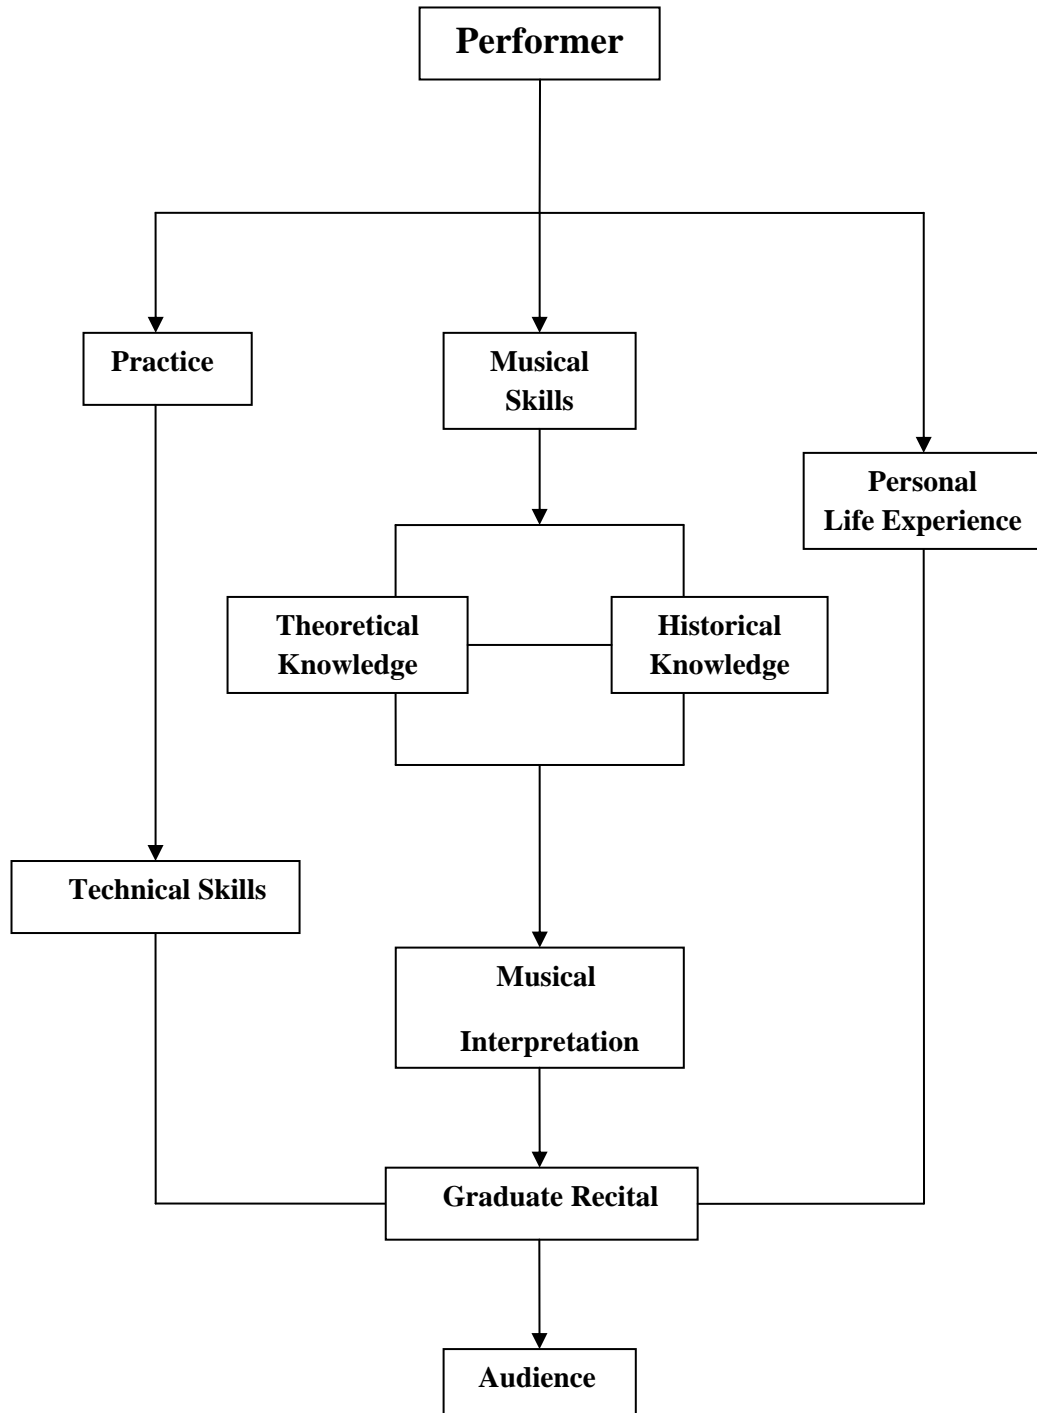 Performer
Practice
Musical
Skills
Personal
Life Experience
Theoretical
Knowledge
Historical
Knowledge
Technical Skills
Musical
Interpretation
Graduate Recital
Audience